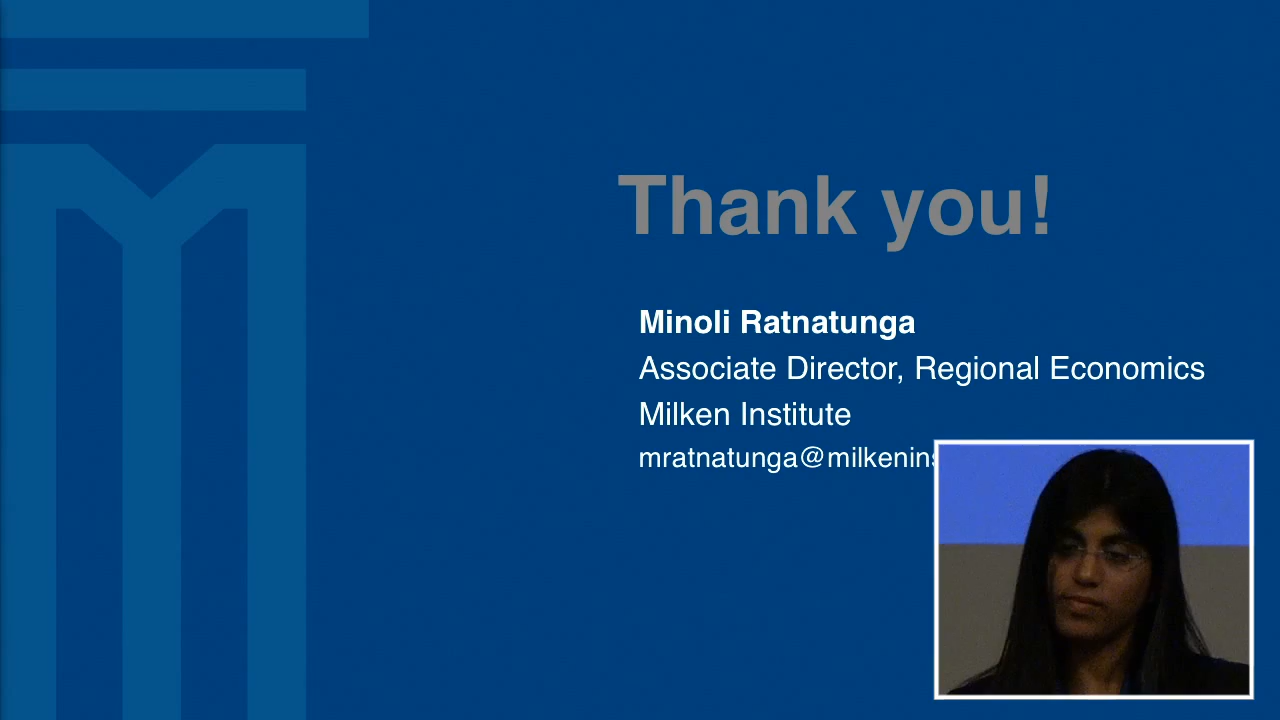 Thank you!
Minoli Ratnatunga
Associate Director, Regional Economics
Milken Institute
mratnatunga@milkenins